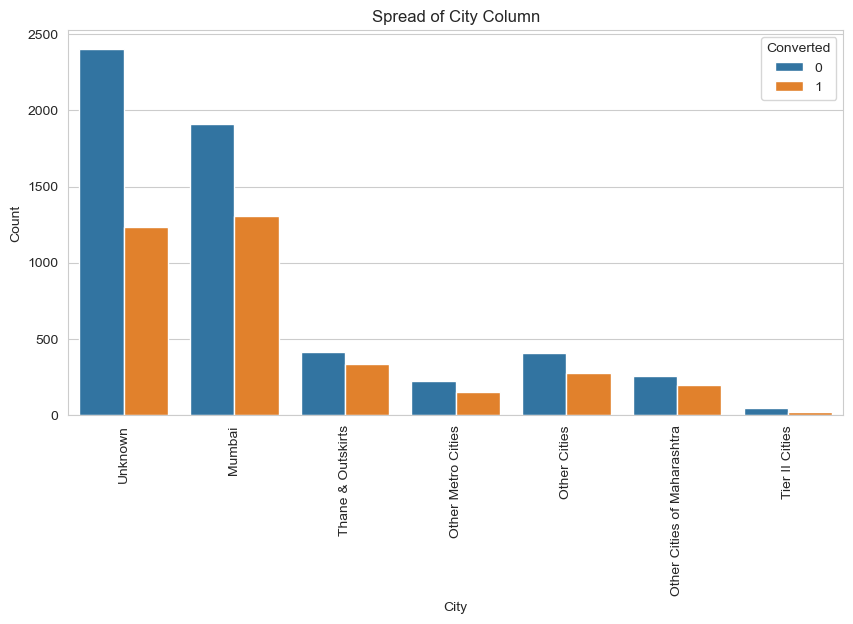 Spread of City Column
Converted
0
1
2500
2000
1500
1000
500
0
Count
Unknown
Mumbai
Thane & Outskirts
Other Metro Cities
Other Cities
Other Cities of Maharashtra
Tier II Cities
City